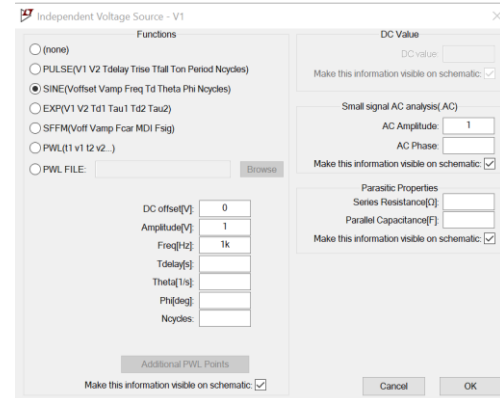 Independent Voltage Source - V1
Functions
(none)
PULSE(V1 V2 Tdelay Trise Tfall Ton Period Ncycles)
SINE(Voffset Vamp Freq Td Theta Phi Ncycles)
EXP(V1 V2 Td1 Tau1 Td2 Tau2)
SFFM(Voff Vamp Fcar MDI Fsig)
PWL(t1 v1 t2 v2...)
PWL FILE:
Browse
DC offset[V]: 0
Amplitude[V]: 1
Freq[Hz]: 1k
Tdelay[s]:
Theta[1/s]:
Phi[deg]:
Ncycles:
Additional PWL Points
Make this information visible on schematic:
DC Value
DC value:
Make this information visible on schematic:
Small signal AC analysis(.AC)
AC Amplitude: 1
AC Phase:
Make this information visible on schematic:
Parasitic Properties
Series Resistance[Ω]:
Parallel Capacitance[F]:
Make this information visible on schematic:
Cancel OK